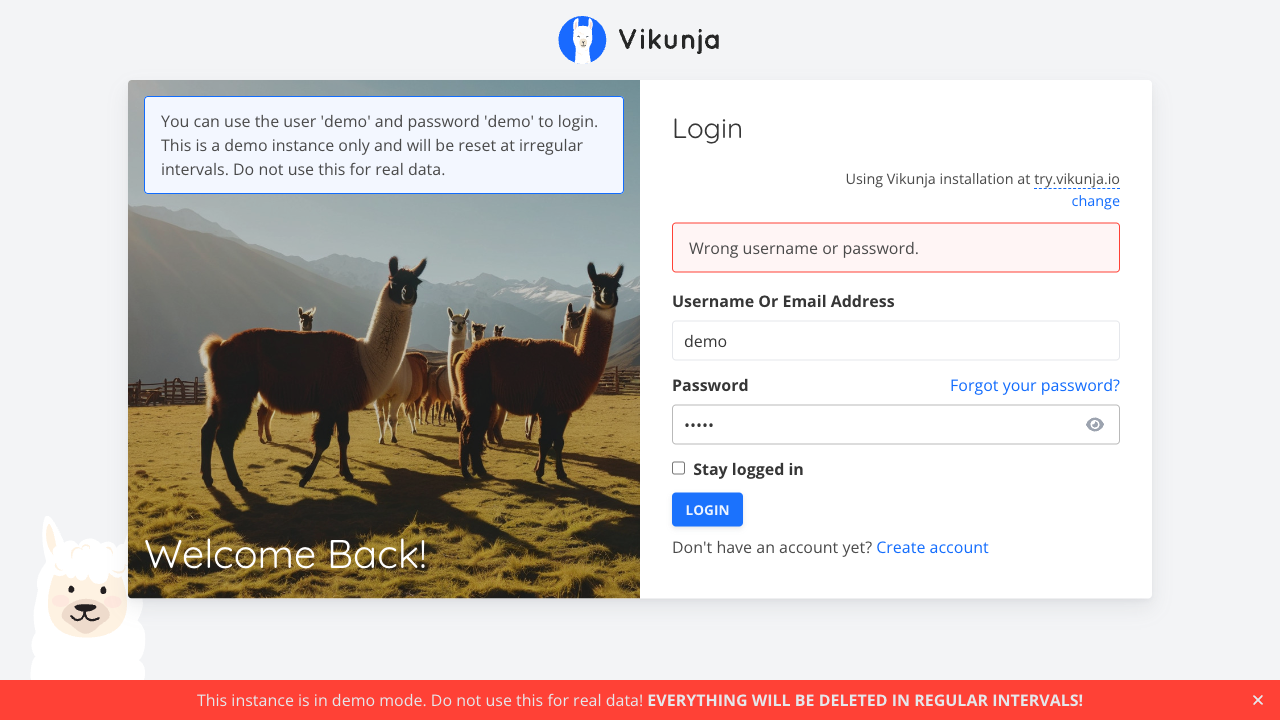 Vikunja
You can use the user 'demo' and password 'demo' to login.
This is a demo instance only and will be reset at irregular
intervals. Do not use this for real data.
Welcome Back!
Login
Using Vikunja installation at try.vikunja.io
change
Wrong username or password.
Username Or Email Address
demo
Password Forgot your password?
•••••
Stay logged in
LOGIN
Don't have an account yet? Create account
This instance is in demo mode. Do not use this for real data! EVERYTHING WILL BE DELETED IN REGULAR INTERVALS!